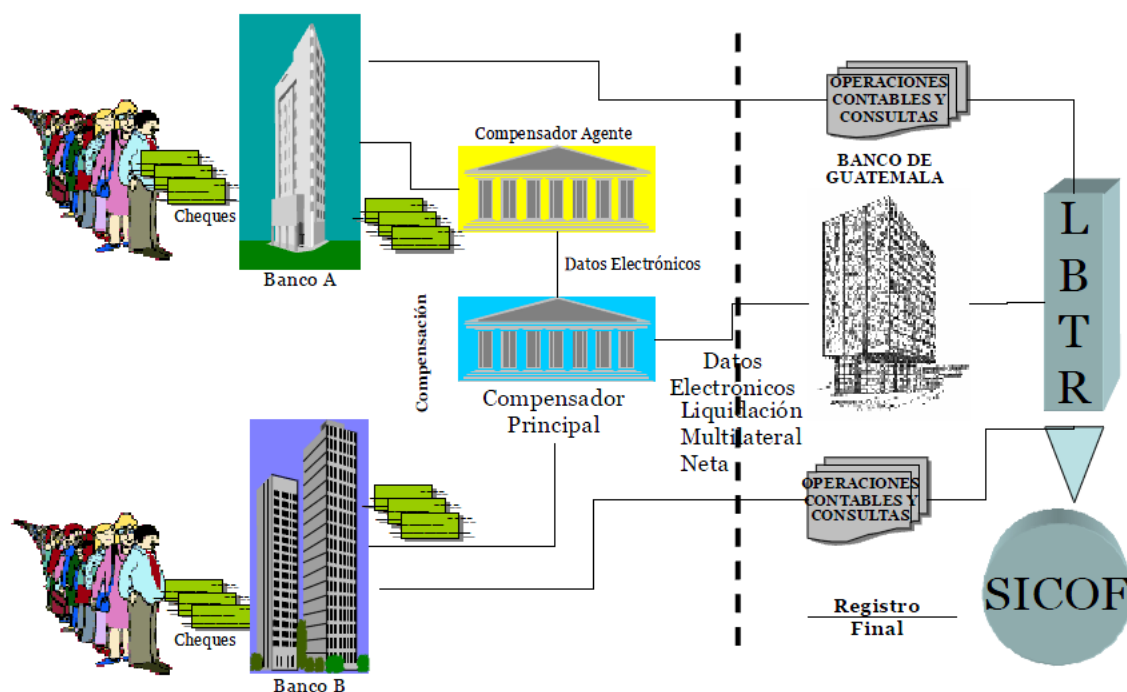 OPERACIONES
CONTABLES Y
CONSULTAS
Compensador Agente
BANCO DE
GUATEMALA
Cheques
L
B
T
R
Banco A
Datos Electrónicos
Compensación
Compensador
Principal
Datos
Electronicos
Liquidación
Multilateral
Neta
OPERACIONES
CONTABLES Y
CONSULTAS
SICOF
Registro
Final
Cheques
Banco B